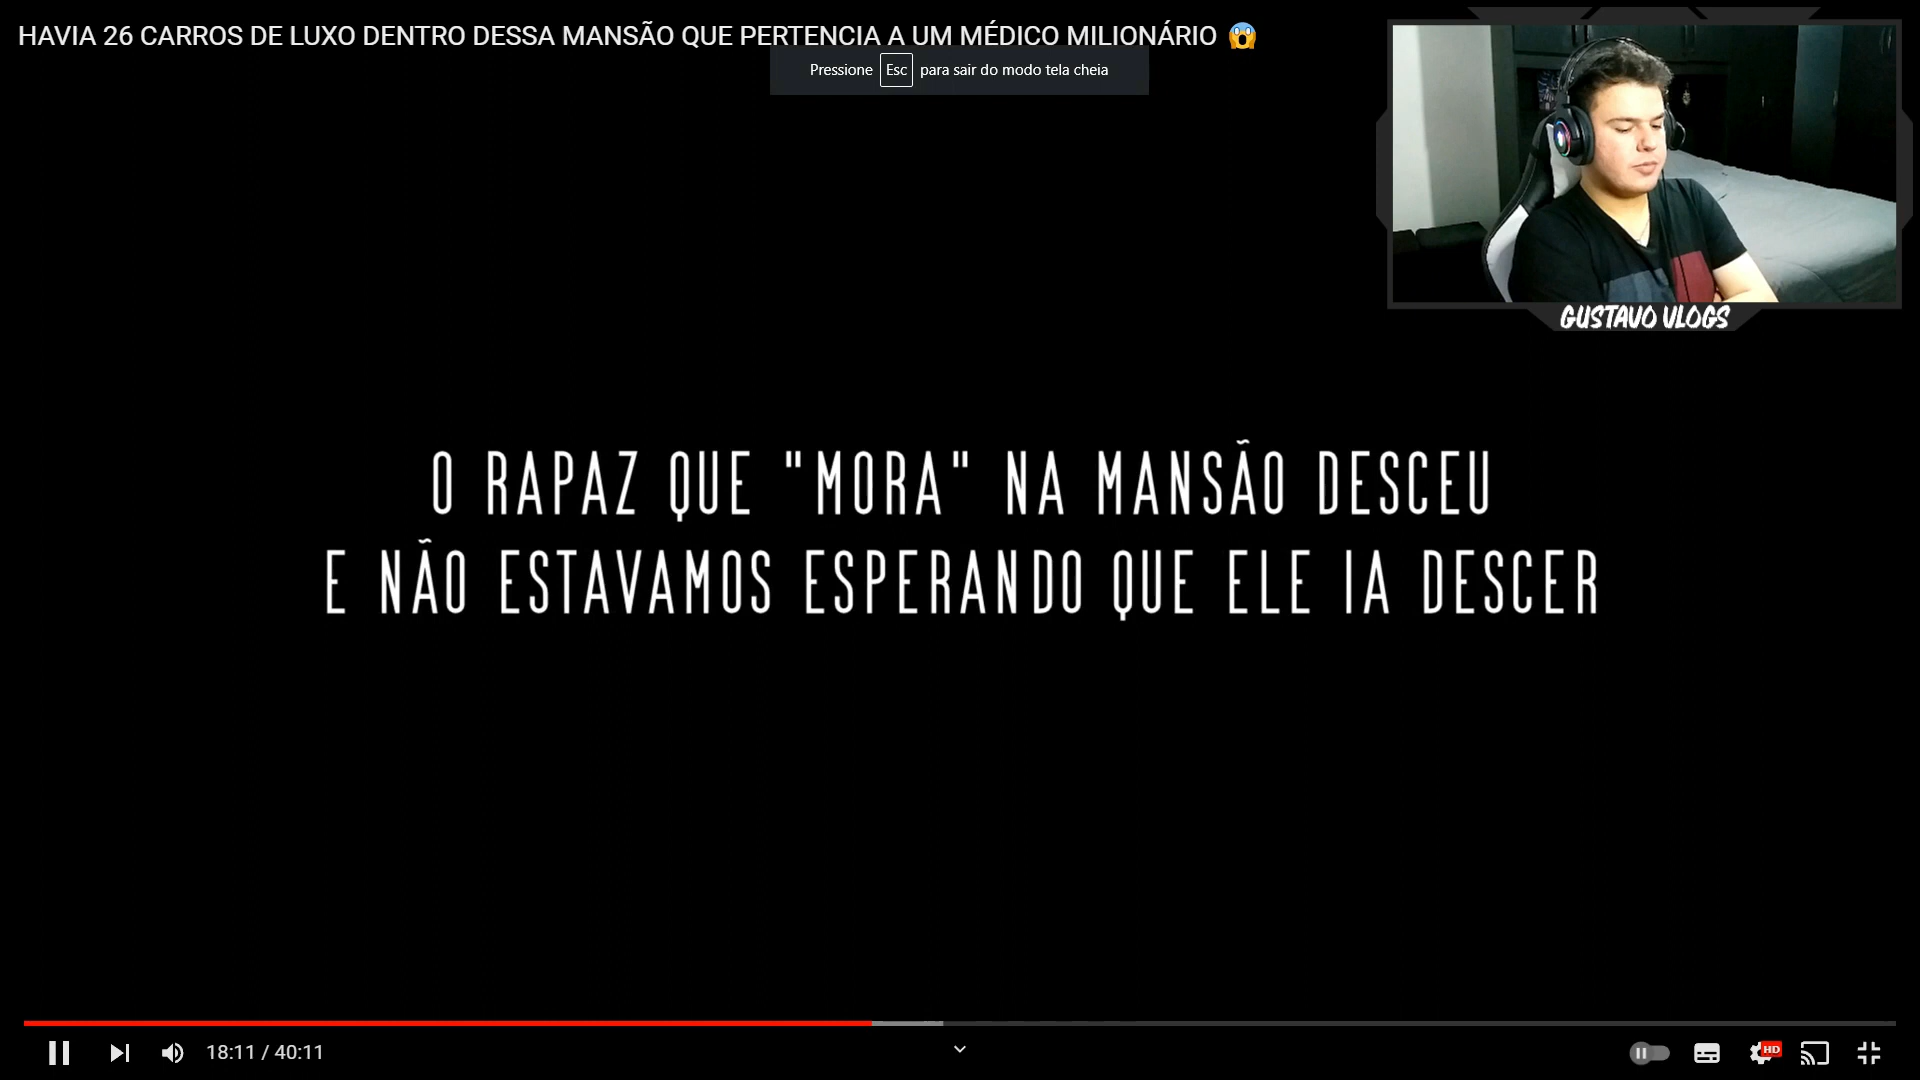 HAVIA 26 CARROS DE LUXO DENTRO DESSA MANSÃO QUE PERTENCIA A UM MÉDICO MILIONÁRIO 😱
Pressione Esc para sair do modo tela cheia
GUSTAVO VLOGS
O RAPAZ QUE "MORA" NA MANSÃO DESCEU
E NÃO ESTAVAMOS ESPERANDO QUE ELE IA DESCER
18:11 / 40:11
HD